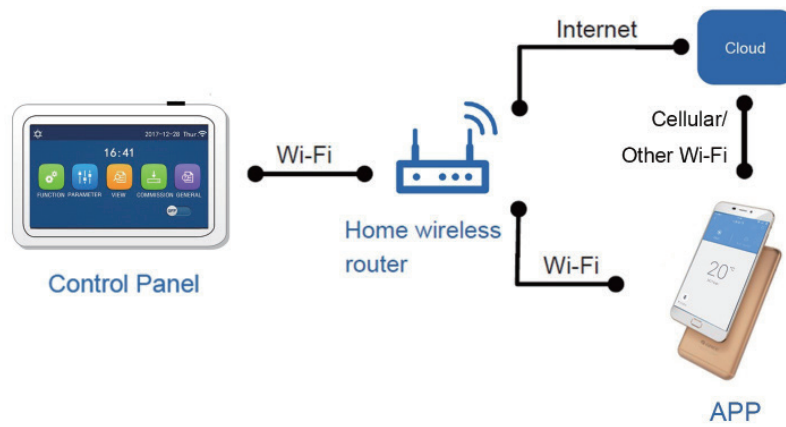 Internet
Cloud
Cellular/
Other Wi-Fi
2017-12-28 Thur
16:41
FUNCTION PARAMETER VIEW COMMISSION GENERAL
OFF
Wi-Fi
Home wireless
router
Wi-Fi
20°C
Control Panel
APP